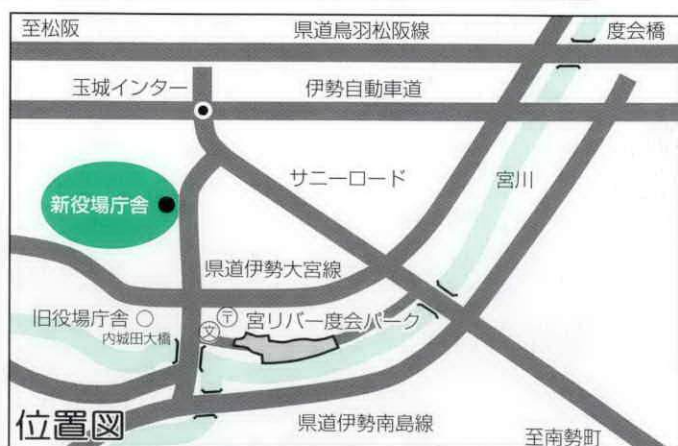 至松阪
県道鳥羽松阪線
度会橋
玉城インター
伊勢自動車道
サニーロード
宮川
新役場庁舎
県道伊勢大宮線
旧役場庁舎
〒
宮リバー度会パーク
文
内城田大橋
県道伊勢南島線
至南勢町
位置図